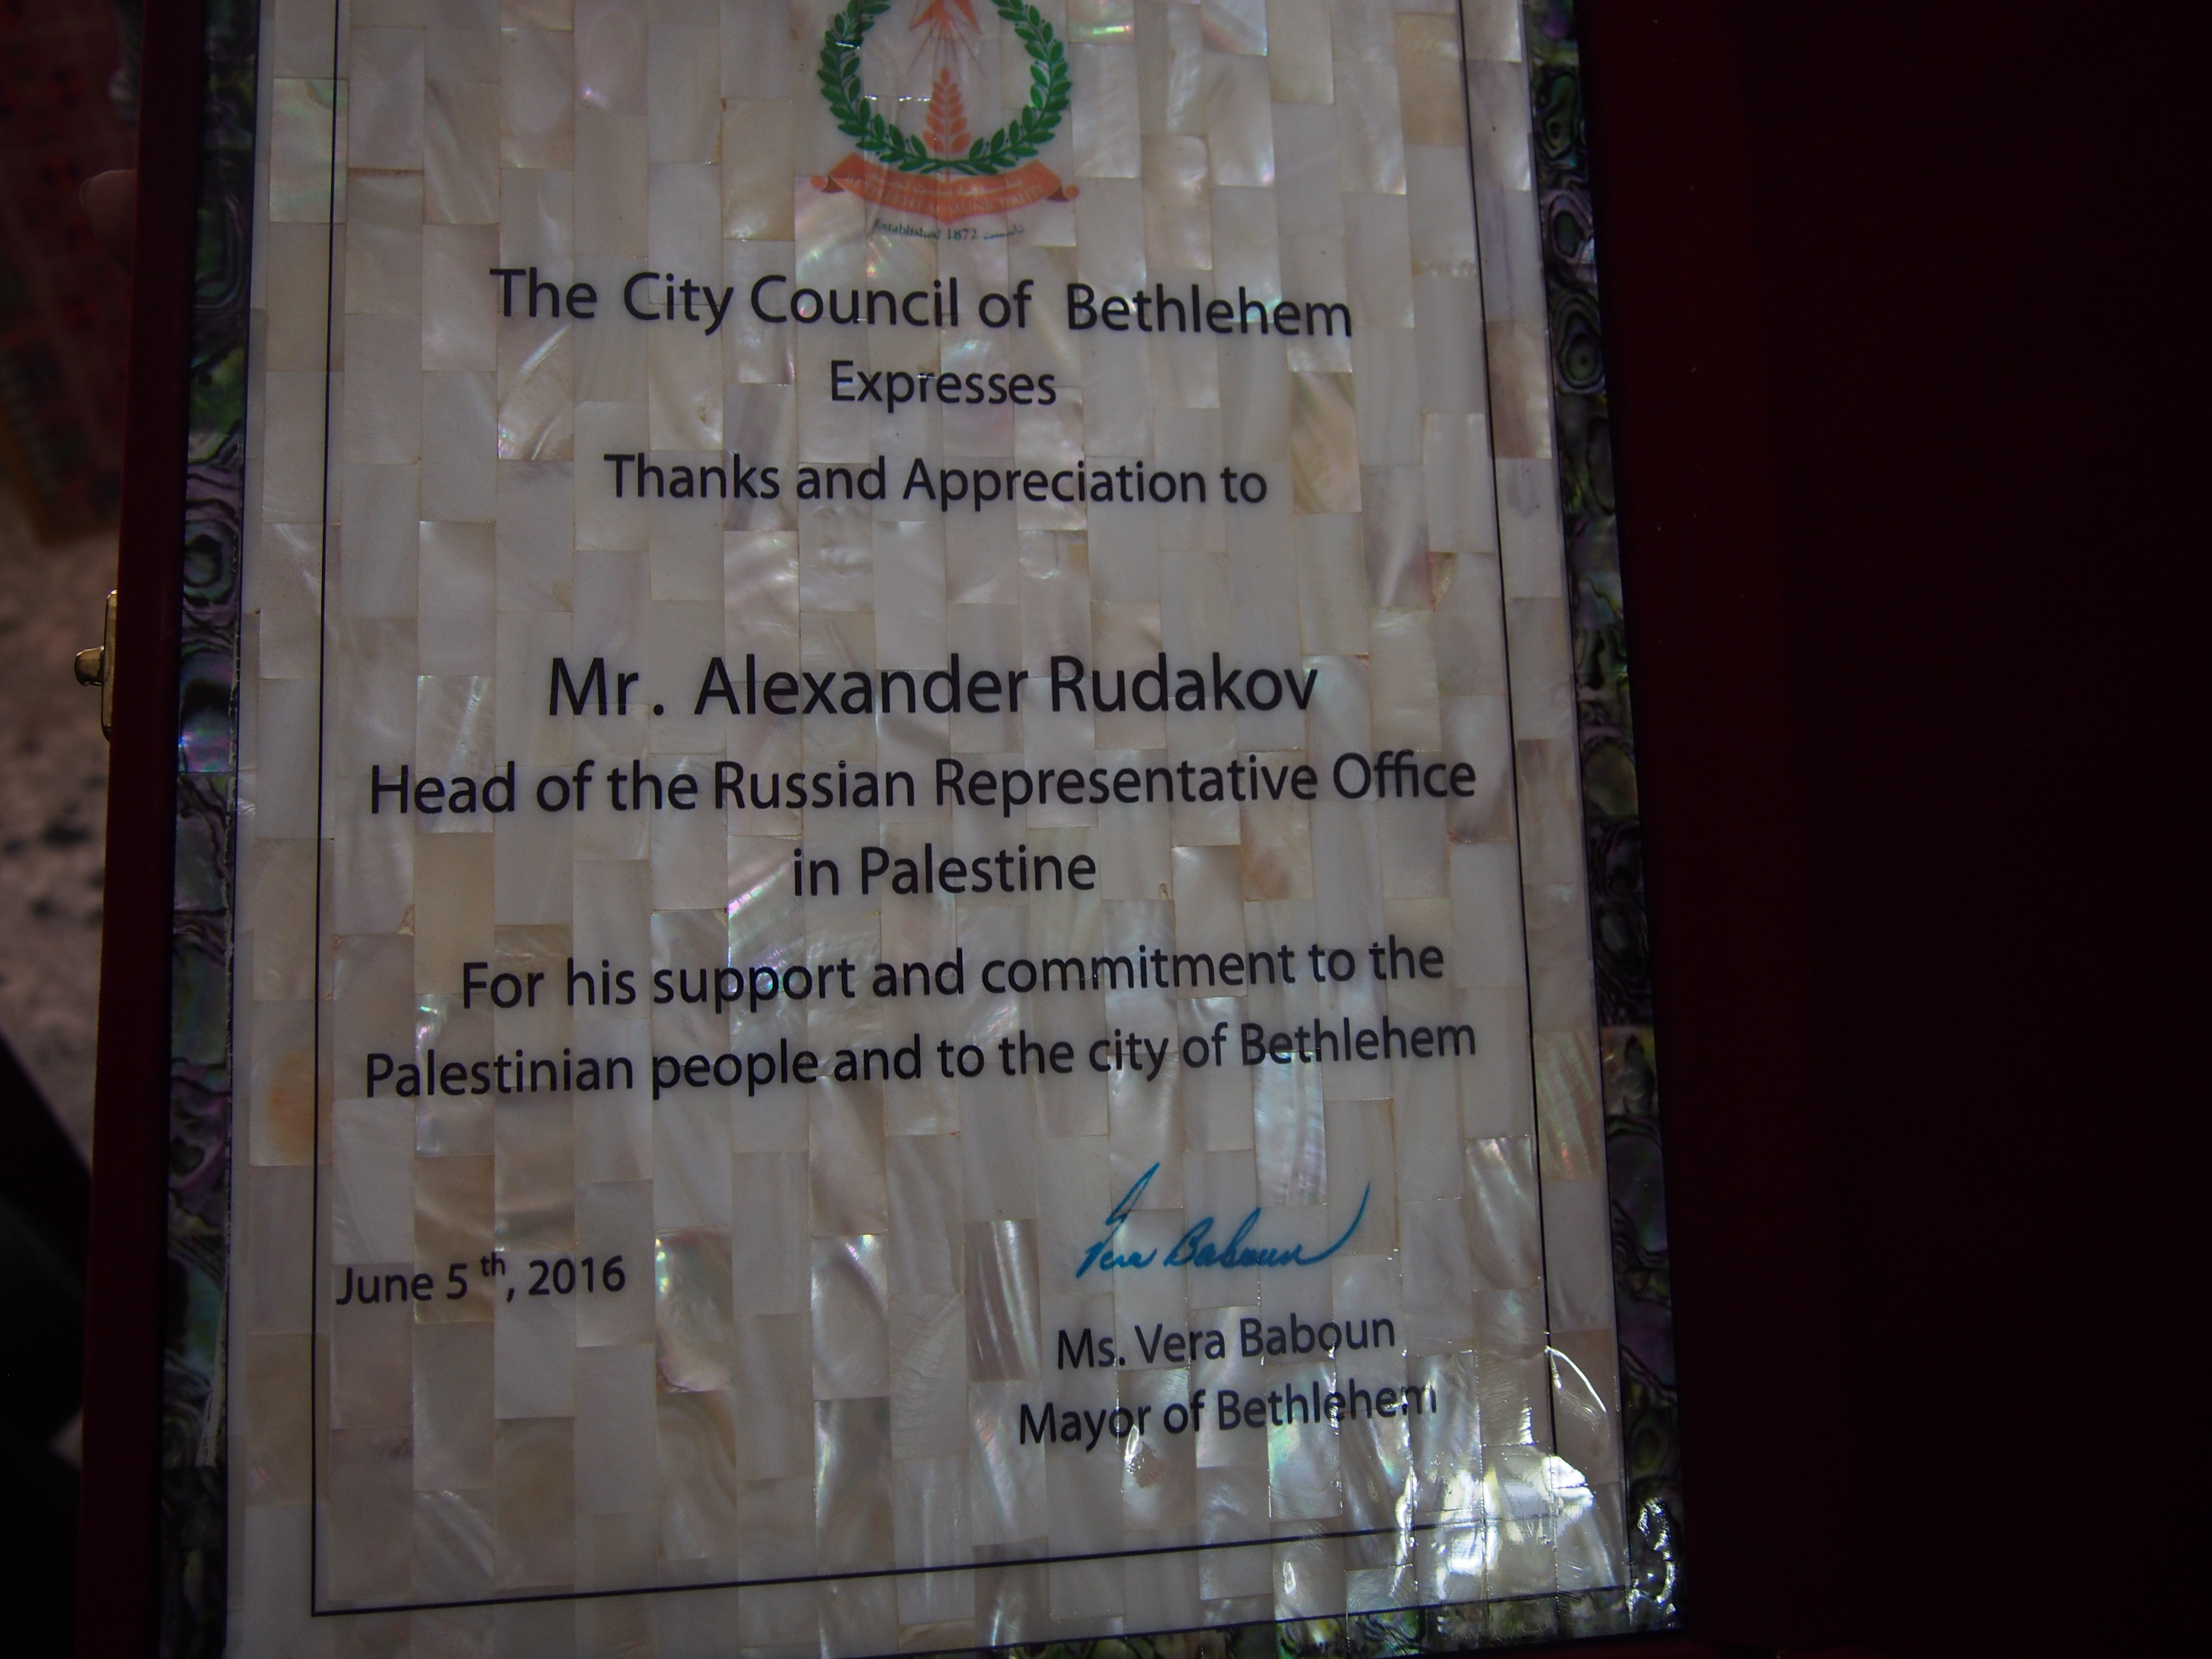 Established 1872 تأسست
The City Council of Bethlehem
Expresses
Thanks and Appreciation to
Mr. Alexander Rudakov
Head of the Russian Representative Office
in Palestine
For his support and commitment to the
Palestinian people and to the city of Bethlehem
Vera Baboun
June 5th, 2016
Ms. Vera Baboun
Mayor of Bethlehem